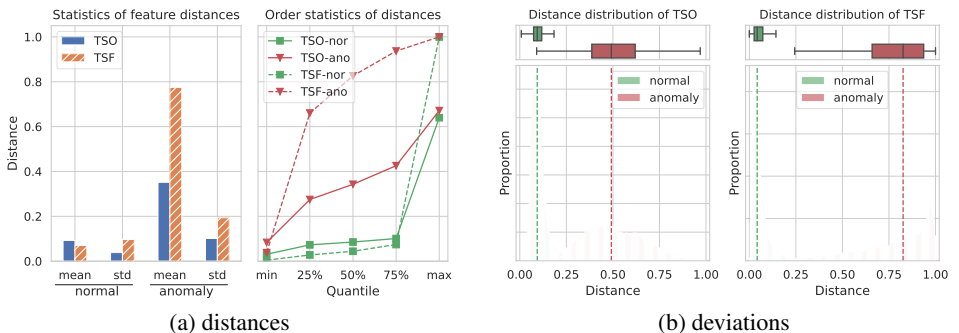 Statistics of feature distances
Order statistics of distances
TSO
TSF
TSO-nor
TSO-ano
TSF-nor
TSF-ano
Distance
1.0
0.8
0.6
0.4
0.2
0.0
mean std mean std
normal anomaly
min 25% 50% 75% max
Quantile
(a) distances
Distance distribution of TSO
Distance distribution of TSF
normal
anomaly
normal
anomaly
Proportion
Proportion
0.00 0.25 0.50 0.75 1.00
Distance
0.00 0.25 0.50 0.75 1.00
Distance
(b) deviations